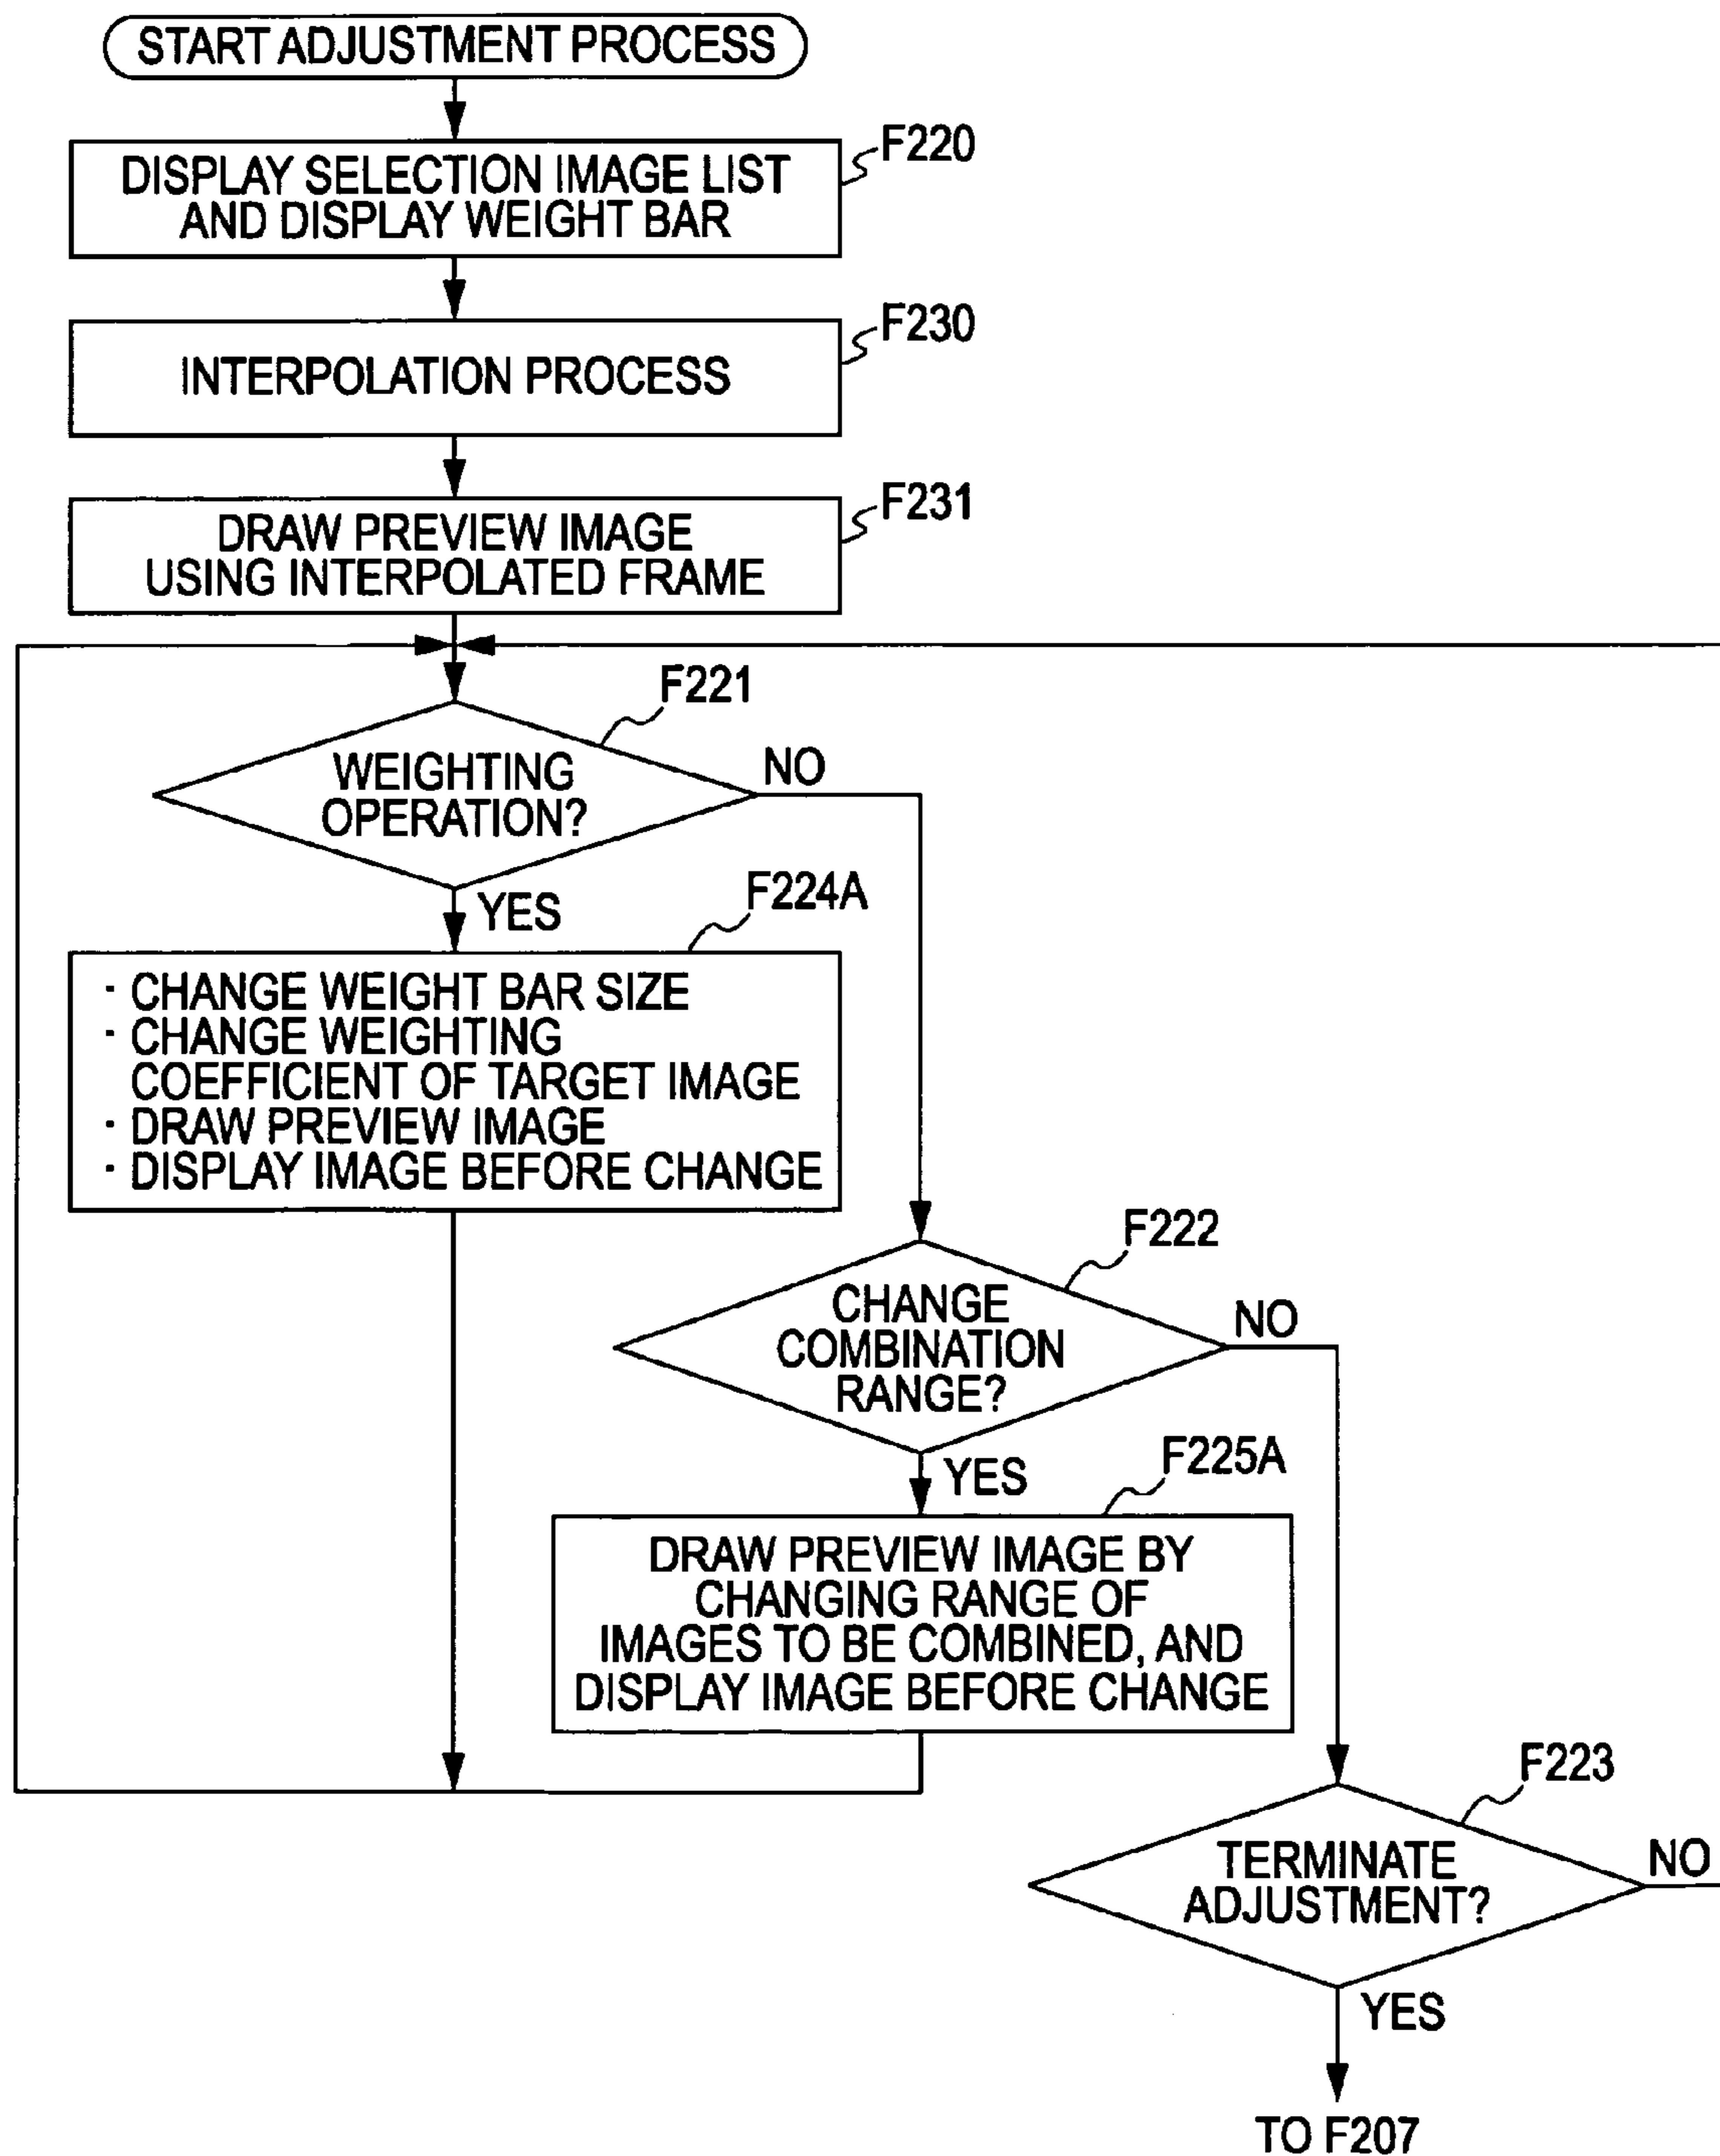 START ADJUSTMENT PROCESS
F220
DISPLAY SELECTION IMAGE LIST
AND DISPLAY WEIGHT BAR
F230
INTERPOLATION PROCESS
F231
DRAW PREVIEW IMAGE
USING INTERPOLATED FRAME
F221
WEIGHTING
OPERATION?
NO
YES
F224A
· CHANGE WEIGHT BAR SIZE
· CHANGE WEIGHTING
COEFFICIENT OF TARGET IMAGE
· DRAW PREVIEW IMAGE
· DISPLAY IMAGE BEFORE CHANGE
F222
CHANGE
COMBINATION
RANGE?
NO
YES
F225A
DRAW PREVIEW IMAGE BY
CHANGING RANGE OF
IMAGES TO BE COMBINED, AND
DISPLAY IMAGE BEFORE CHANGE
F223
TERMINATE
ADJUSTMENT?
NO
YES
TO F207